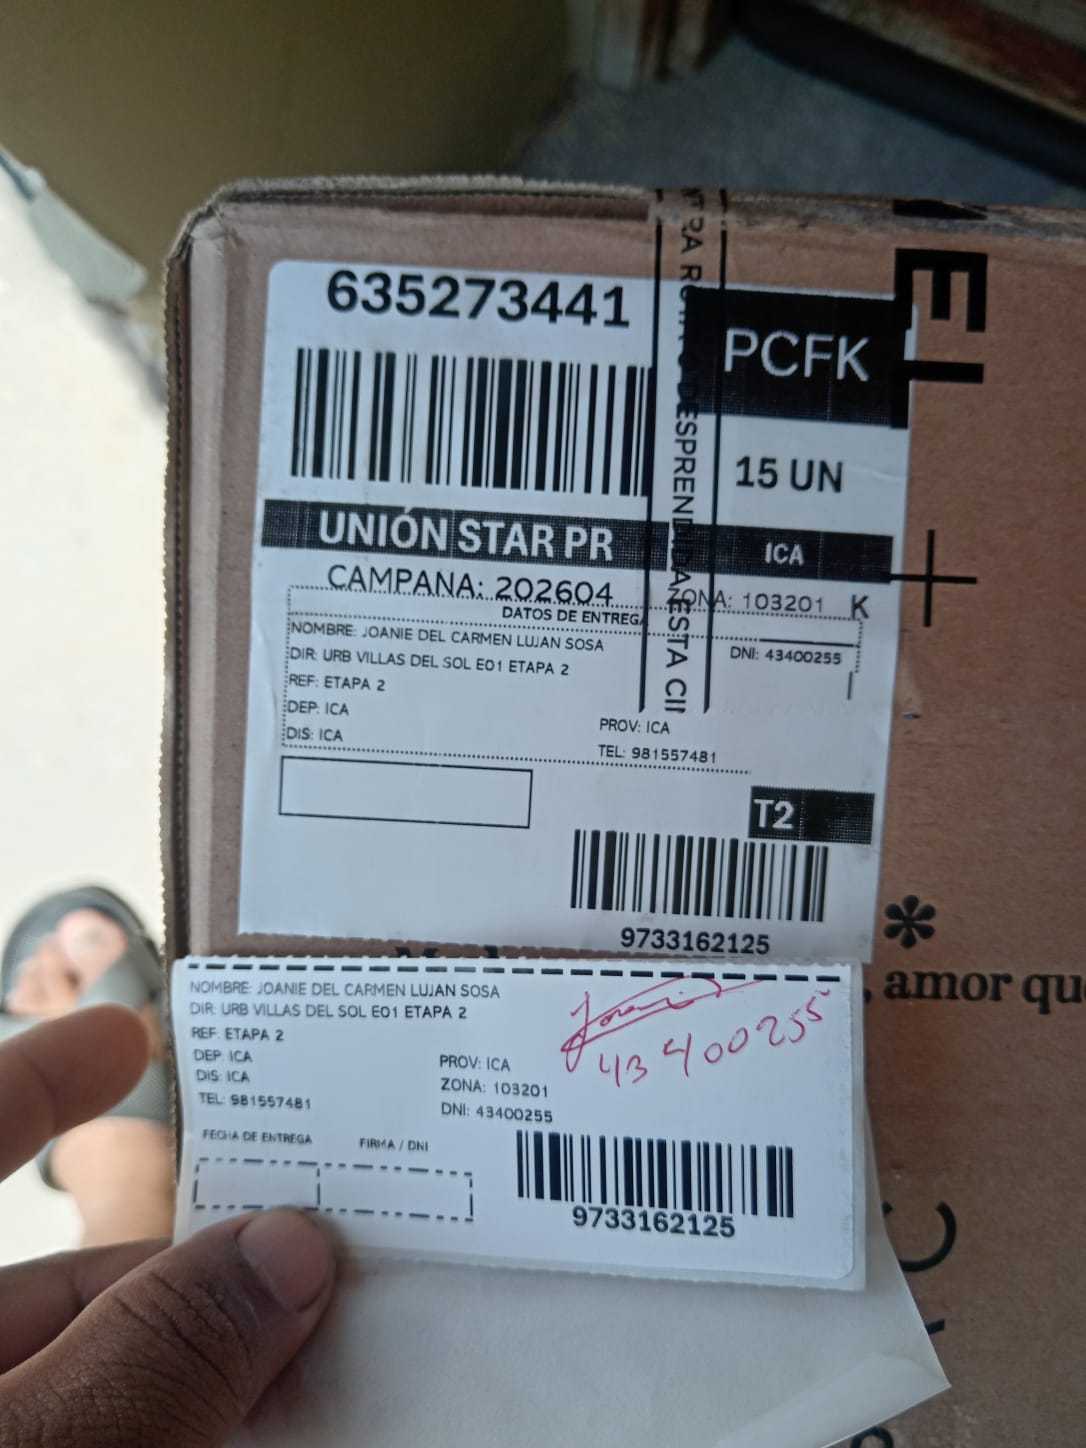 635273441
PCFK
15 UN
UNIÓN STAR PR
ICA
CAMPANA: 202604
ZONA: 103201 K
DATOS DE ENTREGA
NOMBRE: JOANIE DEL CARMEN LUJAN SOSA
DNI: 43400255
DIR: URB VILLAS DEL SOL E01 ETAPA 2
REF: ETAPA 2
DEP: ICA
PROV: ICA
DIS: ICA
TEL: 981557481
T2
9733162125
, amor
NOMBRE: JOANIE DEL CARMEN LUJAN SOSA
DIR: URB VILLAS DEL SOL E01 ETAPA 2
REF: ETAPA 2
DEP: ICA
PROV: ICA
DIS: ICA
ZONA: 103201
TEL: 981557481
DNI: 43400255
43400255
FECHA DE ENTREGA
FIRMA / DNI
9733162125